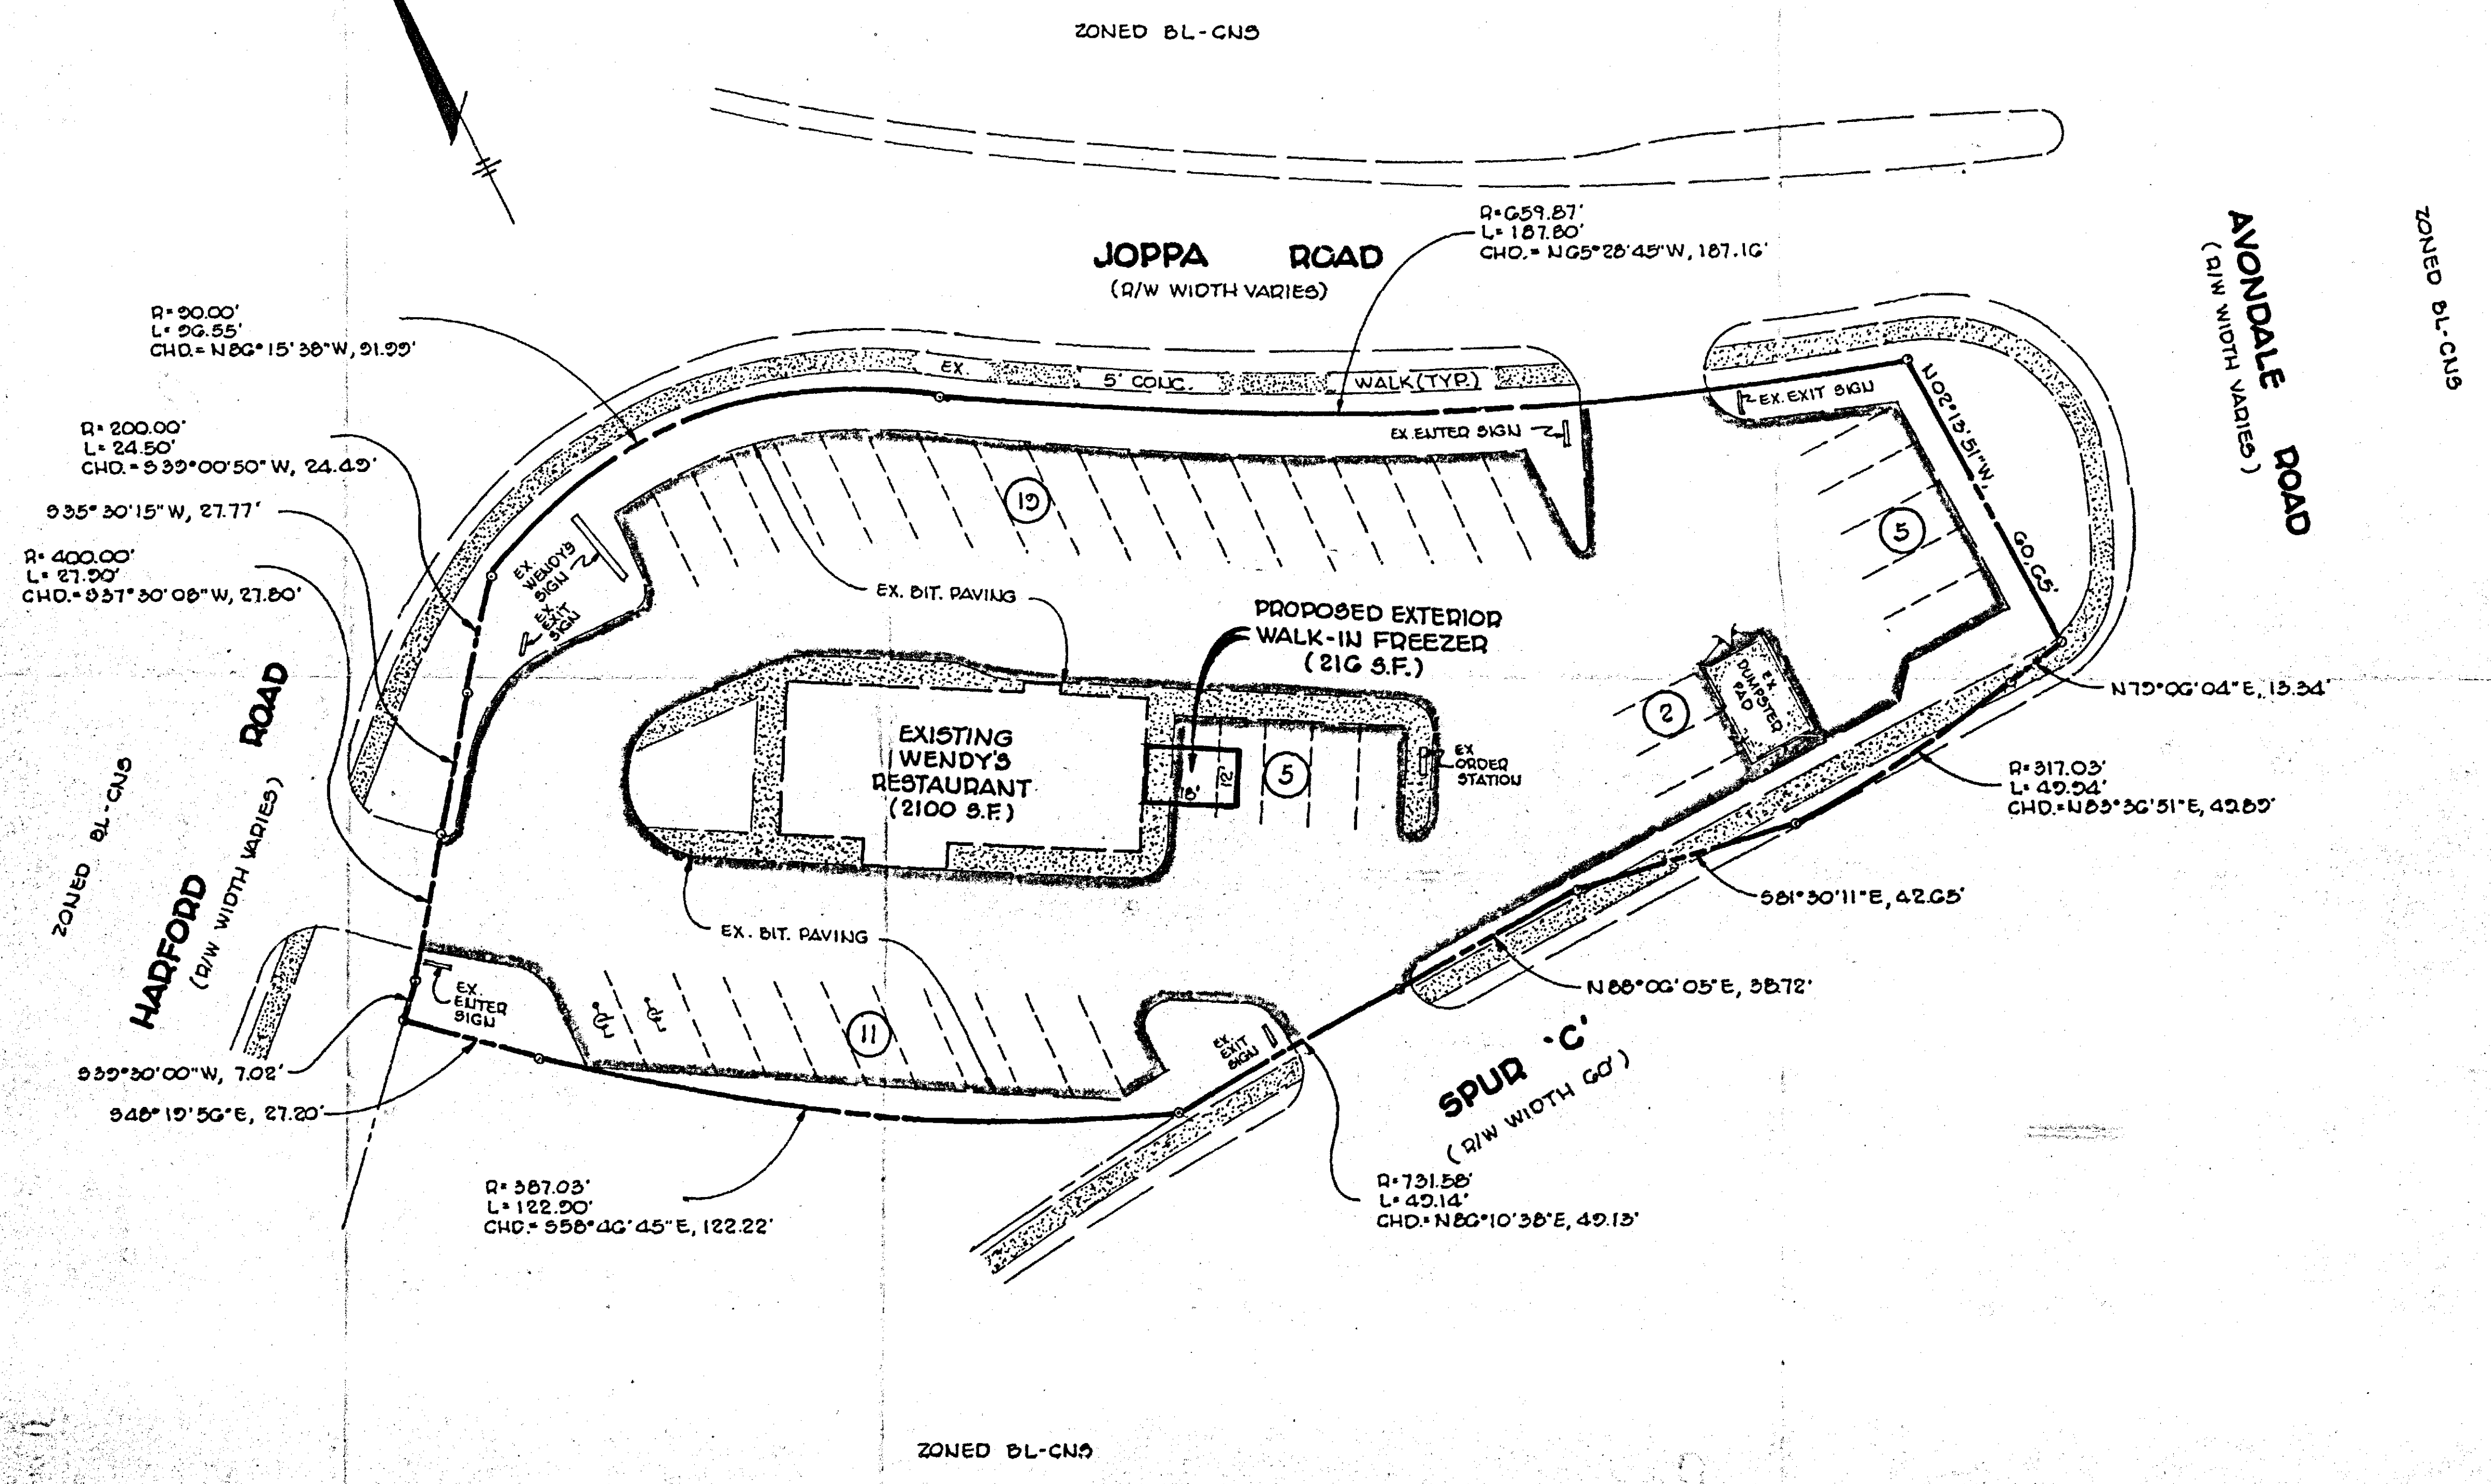 ZONED BL-CNS
R=659.87'
L=187.80'
CHD.=N65°28'45"W, 187.16'
JOPPA ROAD
(R/W WIDTH VARIES)
AVONDALE ROAD
(R/W WIDTH VARIES)
ZONED BL-CNS
R=90.00'
L=96.55'
CHD.=N86°15'38"W, 91.99'
EX. 5' CONC. WALK (TYP.)
EX. EXIT SIGN
N02°13'51"W, 60.65'
R=200.00'
L=24.50'
CHD.=S39°00'50"W, 24.49'
EX. ENTER SIGN
S35°30'15"W, 27.77'
19
5
R=400.00'
L=27.90'
CHD.=S37°30'08"W, 27.80'
EX.
WENDY'S
SIGN
EX.
EXIT
SIGN
EX. BIT. PAVING
PROPOSED EXTERIOR
WALK-IN FREEZER
(216 S.F.)
N79°06'04"E, 13.34'
2
EX.
DUMPSTER
PAD
EXISTING
WENDY'S
RESTAURANT
(2100 S.F.)
18'
12'
5
EX
ORDER
STATION
R=317.03'
L=49.94'
CHD.=N83°36'51"E, 49.89'
ZONED BL-CNS
HARFORD ROAD
(R/W WIDTH VARIES)
S81°30'11"E, 42.65'
EX. BIT. PAVING
N88°06'05"E, 38.72'
EX.
ENTER
SIGN
11
EX.
EXIT
SIGN
SPUR 'C'
(R/W WIDTH 60')
S39°30'00"W, 7.02'
S48°19'56"E, 27.20'
R=387.03'
L=122.90'
CHD.=S58°46'45"E, 122.22'
R=731.58'
L=49.14'
CHD.=N86°10'38"E, 49.13'
ZONED BL-CNS